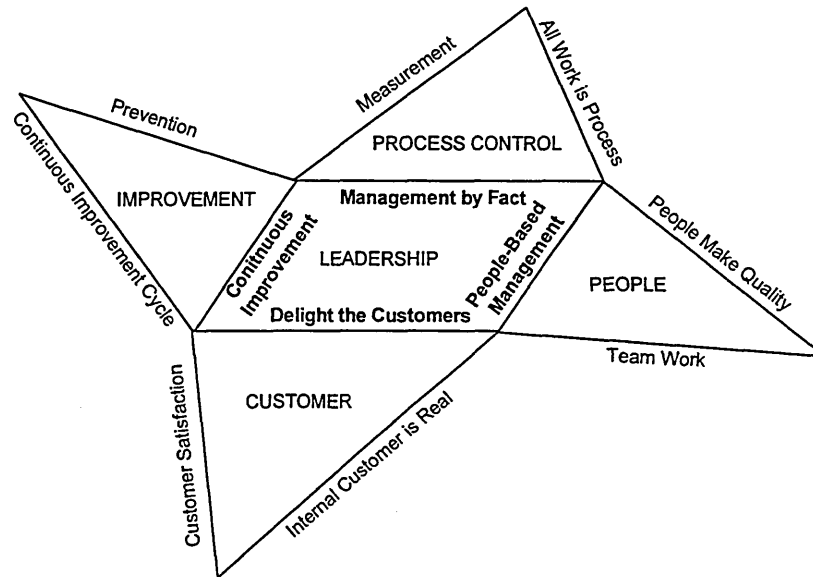 Measurement
All Work is Process
Prevention
PROCESS CONTROL
Continuous Improvement Cycle
IMPROVEMENT
Management by Fact
People Make Quality
Conitnuous
Improvement
LEADERSHIP
People-Based
Management
PEOPLE
Delight the Customers
Team Work
Customer Satisfaction
CUSTOMER
Internal Customer is Real